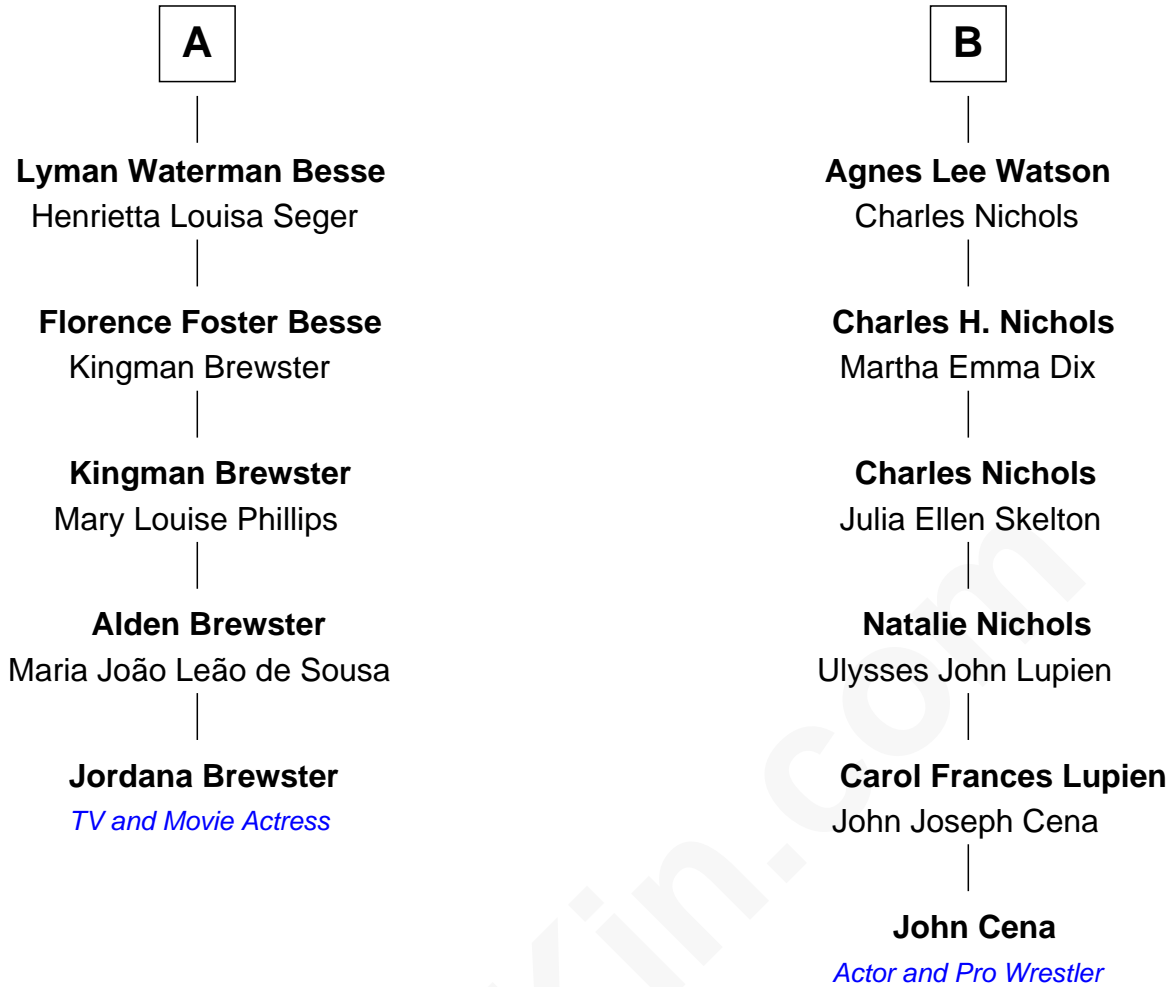 A
Lyman Waterman Besse
Henrietta Louisa Seger
Florence Foster Besse
Kingman Brewster
Kingman Brewster
Mary Louise Phillips
Alden Brewster
Maria João Leão de Sousa
Jordana Brewster
TV and Movie Actress
B
Agnes Lee Watson
Charles Nichols
Charles H. Nichols
Martha Emma Dix
Charles Nichols
Julia Ellen Skelton
Natalie Nichols
Ulysses John Lupien
Carol Frances Lupien
John Joseph Cena
John Cena
Actor and Pro Wrestler
Kin.com